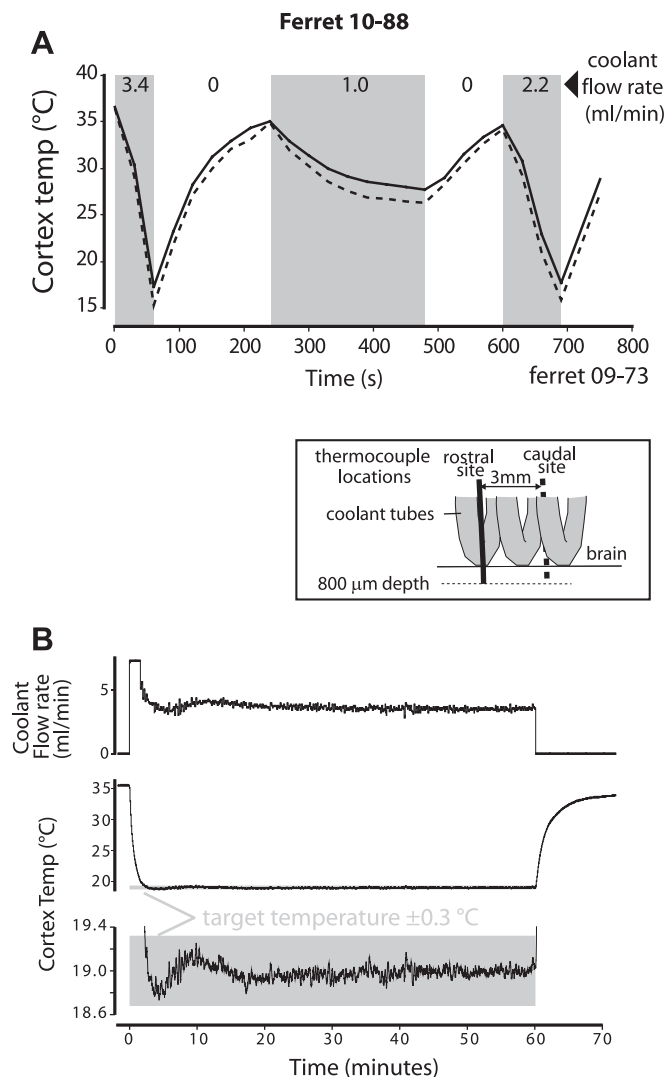 Ferret 10-88
A
coolant
flow rate
(ml/min)
3.4 0 1.0 0 2.2
Cortex temp (°C)
40
35
30
25
20
15
0 100 200 300 400 500 600 700 800
Time (s)
ferret 09-73
thermocouple
locations
rostral
site
caudal
site
3mm
coolant tubes
brain
800 µm depth
B
Coolant
Flow rate
(ml/min)
5
0
Cortex Temp (°C)
35
30
25
20
target temperature ±0.3 °C
19.4
19.0
18.6
0 10 20 30 40 50 60 70
Time (minutes)